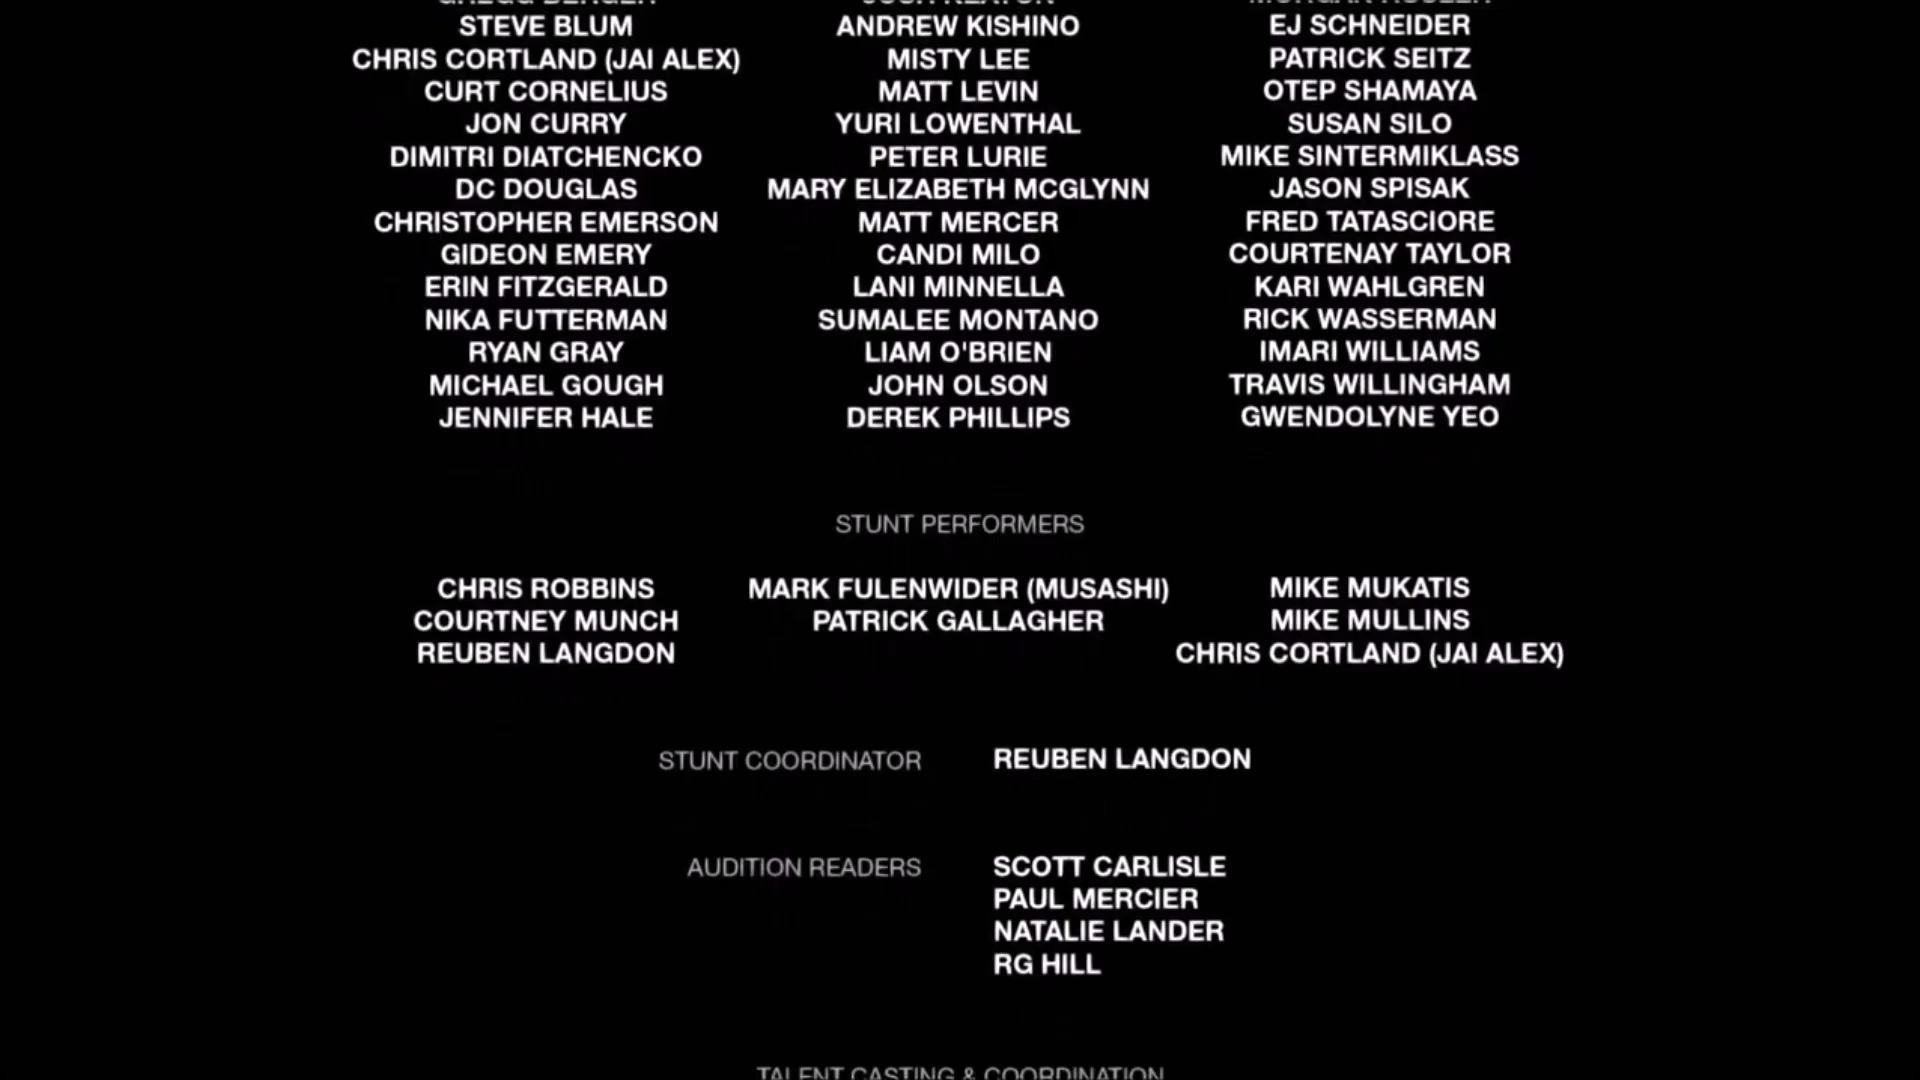 STEVE BLUM ANDREW KISHINO EJ SCHNEIDER
CHRIS CORTLAND (JAI ALEX) MISTY LEE PATRICK SEITZ
CURT CORNELIUS MATT LEVIN OTEP SHAMAYA
JON CURRY YURI LOWENTHAL SUSAN SILO
DIMITRI DIATCHENCKO PETER LURIE MIKE SINTERMIKLASS
DC DOUGLAS MARY ELIZABETH MCGLYNN JASON SPISAK
CHRISTOPHER EMERSON MATT MERCER FRED TATASCIORE
GIDEON EMERY CANDI MILO COURTENAY TAYLOR
ERIN FITZGERALD LANI MINNELLA KARI WAHLGREN
NIKA FUTTERMAN SUMALEE MONTANO RICK WASSERMAN
RYAN GRAY LIAM O'BRIEN IMARI WILLIAMS
MICHAEL GOUGH JOHN OLSON TRAVIS WILLINGHAM
JENNIFER HALE DEREK PHILLIPS GWENDOLYNE YEO
STUNT PERFORMERS
CHRIS ROBBINS MARK FULENWIDER (MUSASHI) MIKE MUKATIS
COURTNEY MUNCH PATRICK GALLAGHER MIKE MULLINS
REUBEN LANGDON CHRIS CORTLAND (JAI ALEX)
STUNT COORDINATOR REUBEN LANGDON
AUDITION READERS SCOTT CARLISLE
PAUL MERCIER
NATALIE LANDER
RG HILL
TALENT CASTING & COORDINATION